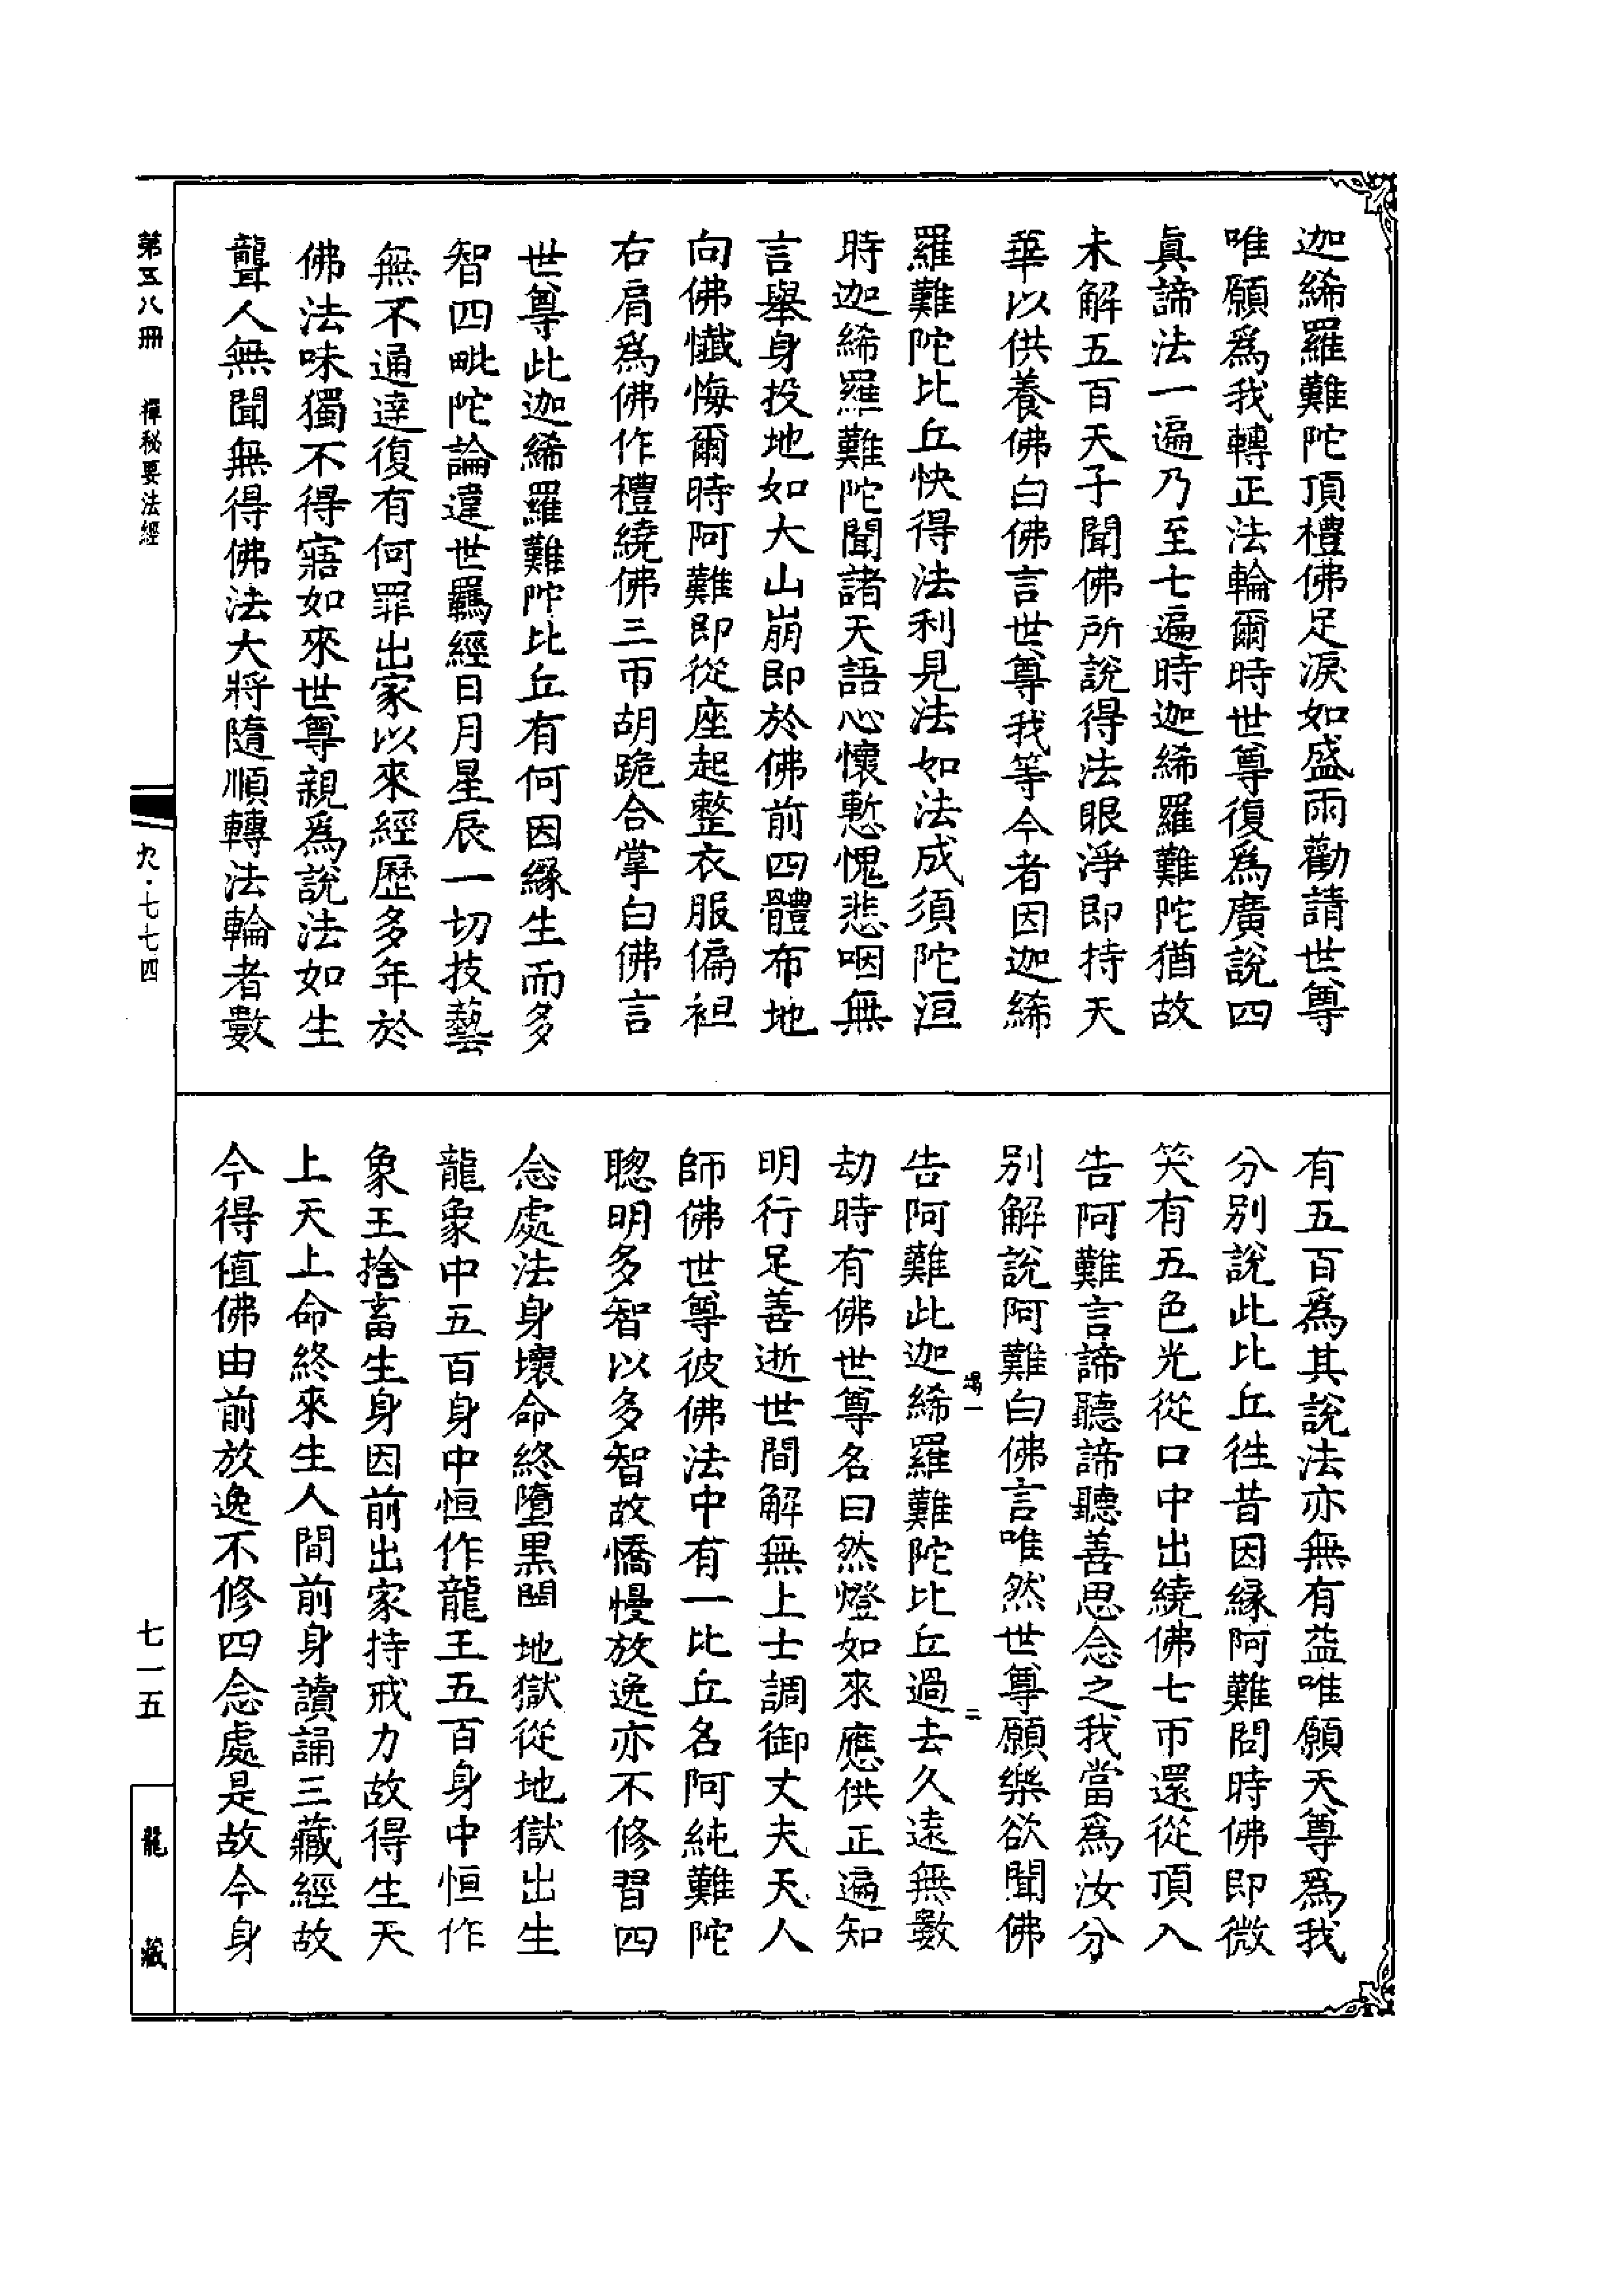 迦絺羅難陀頂禮佛足淚如盛雨勸請世尊
唯願爲我轉正法輪爾時世尊復爲廣說四
眞諦法一遍乃至七遍時迦絺羅難陀猶故
未解五百天子聞佛所說得法眼淨即持天
華以供養佛白佛言世尊我等今者因迦絺
羅難陀比丘快得法利見法如法成須陀洹
時迦絺羅難陀聞諸天語心懷慙愧悲咽無
言舉身投地如大山崩即於佛前四體布地
向佛懺悔爾時阿難即從座起整衣服偏袒
右肩爲佛作禮繞佛三帀胡跪合掌白佛言
世尊此迦絺羅難陀比丘有何因緣生而多
智四毗陀論違世羈經日月星辰一切技藝
無不通達復有何罪出家以來經歷多年於
佛法味獨不得寤如來世尊親爲說法如生
聾人無聞無得佛法大將隨順轉法輪者數
有五百爲其說法亦無有益唯願天尊爲我
分別說此比丘徃昔因緣阿難問時佛即微
笑有五色光從口中出繞佛七帀還從頂入
告阿難言諦聽諦聽善思念之我當爲汝分
別解說阿難白佛言唯然世尊願樂欲聞佛
告阿難此迦絺羅難陀比丘過去久遠無數
劫時有佛世尊名曰然燈如來應供正遍知
明行足善逝世間解無上士調御丈夫天人
師佛世尊彼佛法中有一比丘名阿純難陀
聰明多智以多智故憍慢放逸亦不修習四
念處法身壞命終墮黑闇地獄從地獄出生
龍象中五百身中恒作龍王五百身中恒作
象王捨畜生身因前出家持戒力故得生天
上天上命終來生人間前身讀誦三藏經故
今得值佛由前放逸不修四念處是故今身
竭一
二
第五八冊 禪秘要法經
九·七七四
七一五
龍藏